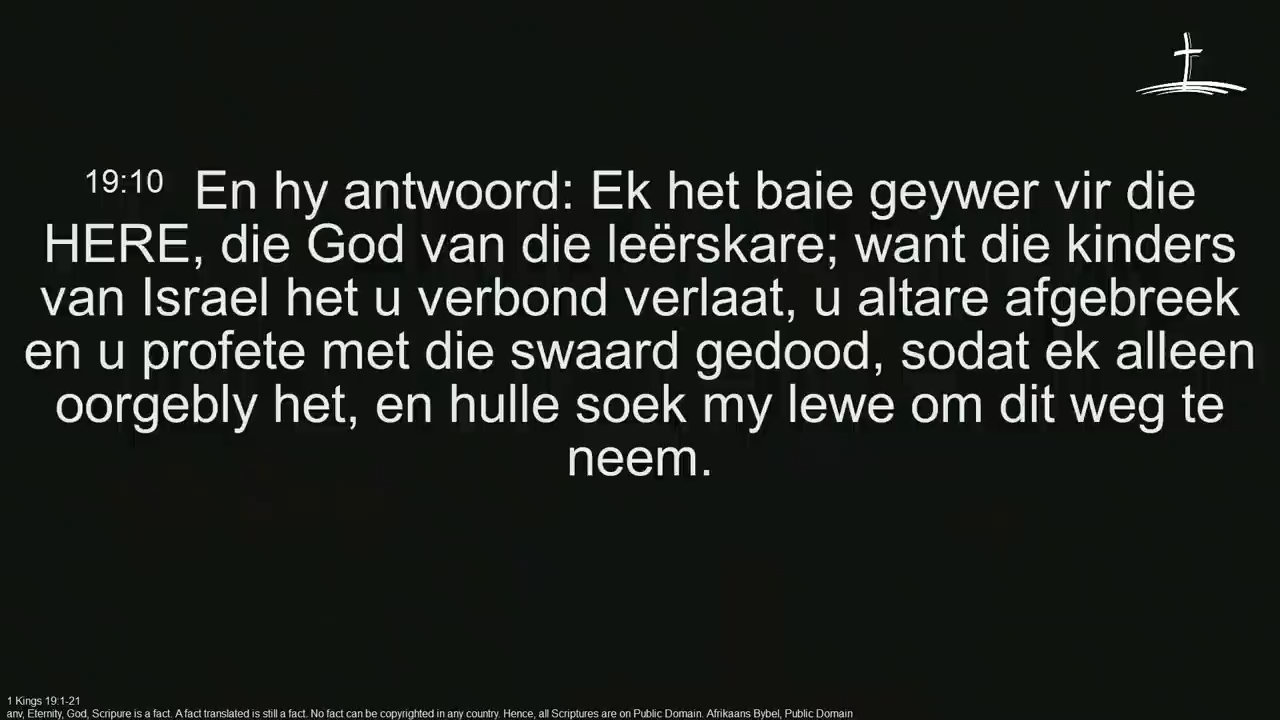 19:10 En hy antwoord: Ek het baie geywer vir die
HERE, die God van die leërskare; want die kinders
van Israel het u verbond verlaat, u altare afgebreek
en u profete met die swaard gedood, sodat ek alleen
oorgebly het, en hulle soek my lewe om dit weg te
neem.
1 Kings 19:1-21
anv, Eternity, God, Scripure is a fact. A fact translated is still a fact. No fact can be copyrighted in any country. Hence, all Scriptures are on Public Domain. Afrikaans Bybel, Public Domain